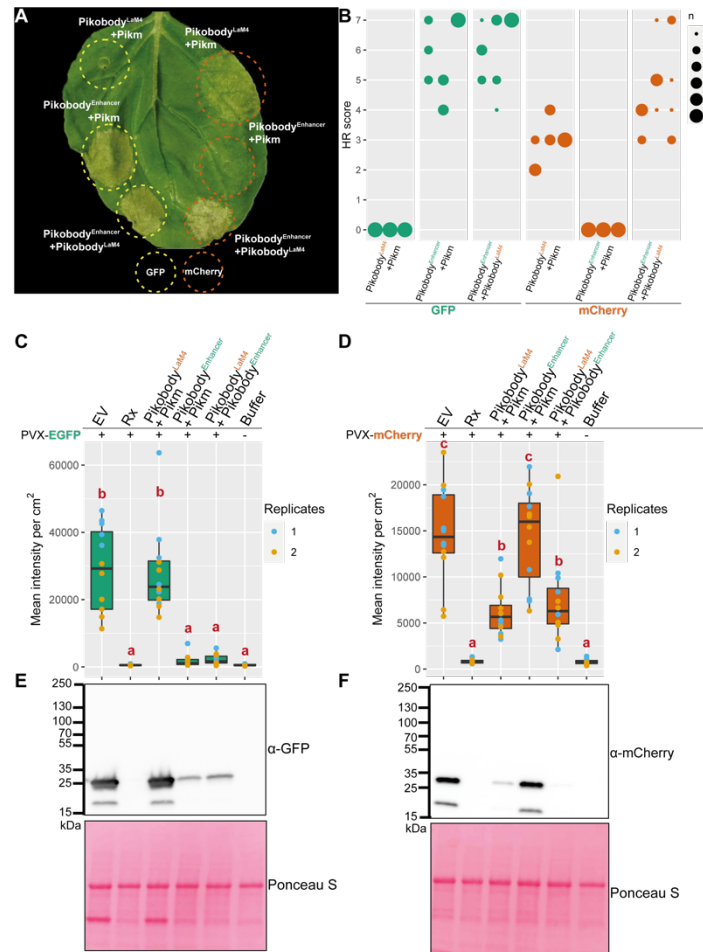 A
Pikobody^LaM4
+Pikm
Pikobody^LaM4
+Pikm
Pikobody^Enhancer
+Pikm
Pikobody^Enhancer
+Pikm
Pikobody^Enhancer
+Pikobody^LaM4
Pikobody^Enhancer
+Pikobody^LaM4
GFP
mCherry
B
HR score
7
6
5
4
3
2
1
0
n
Pikobody^LaM4
+Pikm
Pikobody^Enhancer
+Pikm
Pikobody^Enhancer
+Pikobody^LaM4
Pikobody^LaM4
+Pikm
Pikobody^Enhancer
+Pikm
Pikobody^Enhancer
+Pikobody^LaM4
GFP
mCherry
C
EV
Rx
Pikobody^LaM4
+ Pikm
Pikobody^Enhancer
+ Pikm
Pikobody^LaM4
+ Pikobody^Enhancer
Buffer
PVX-EGFP + + + + + -
Mean intensity per cm²
60000
40000
20000
0
b a b a a a
Replicates
1
2
D
EV
Rx
Pikobody^LaM4
+ Pikm
Pikobody^Enhancer
+ Pikm
Pikobody^LaM4
+ Pikobody^Enhancer
Buffer
PVX-mCherry + + + + + -
Mean intensity per cm²
20000
15000
10000
5000
0
c a b c b a
Replicates
1
2
E
250
130
100
70
55
35
25
15
kDa
α-GFP
Ponceau S
F
250
130
100
70
55
35
25
15
kDa
α-mCherry
Ponceau S